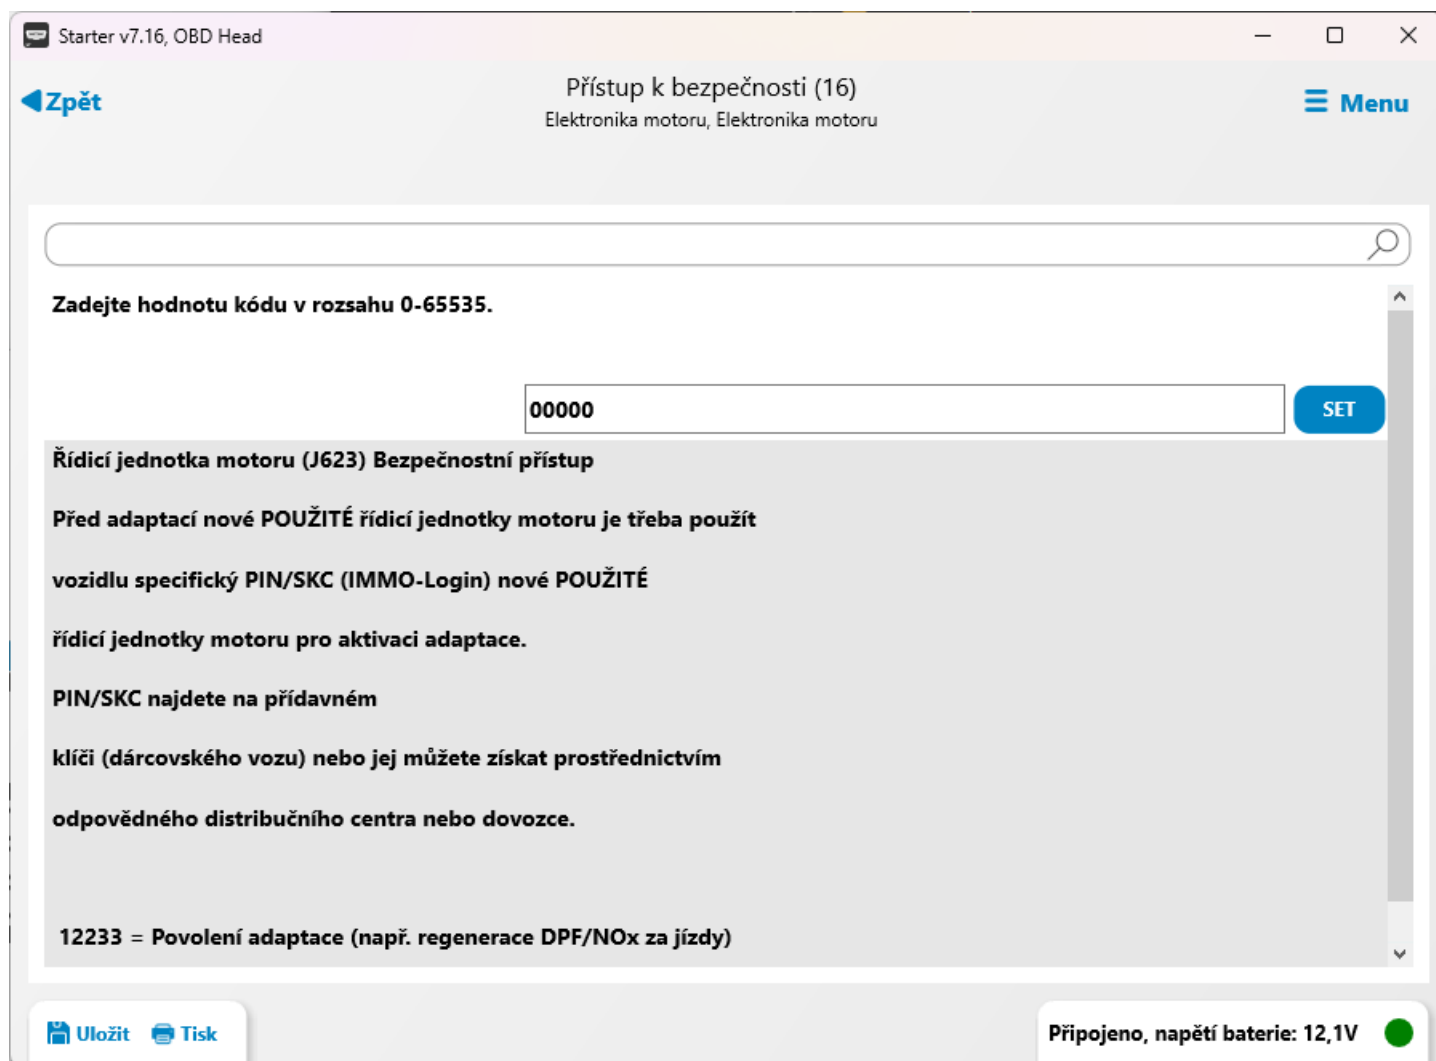 Starter v7.16, OBD Head
Zpět
Přístup k bezpečnosti (16)
Elektronika motoru, Elektronika motoru
Menu
Zadejte hodnotu kódu v rozsahu 0-65535.
00000
SET
Řídicí jednotka motoru (J623) Bezpečnostní přístup
Před adaptací nové POUŽITÉ řídicí jednotky motoru je třeba použít
vozidlu specifický PIN/SKC (IMMO-Login) nové POUŽITÉ
řídicí jednotky motoru pro aktivaci adaptace.
PIN/SKC najdete na přídavném
klíči (dárcovského vozu) nebo jej můžete získat prostřednictvím
odpovědného distribučního centra nebo dovozce.
12233 = Povolení adaptace (např. regenerace DPF/NOx za jízdy)
Uložit
Tisk
Připojeno, napětí baterie: 12,1V